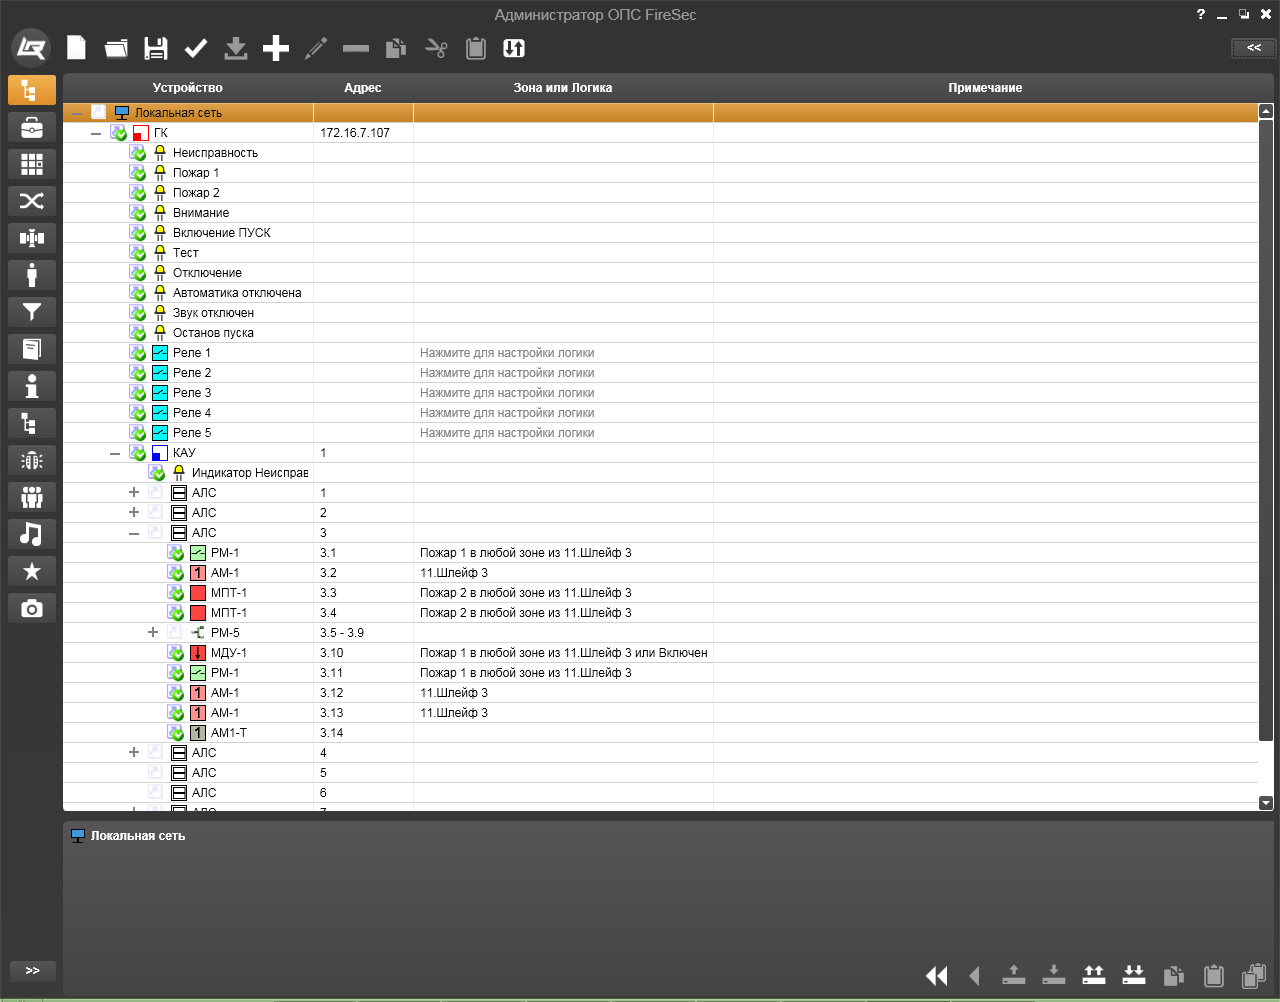 Администратор ОПС FireSec
?
<<
Устройство Адрес Зона или Логика Примечание
Локальная сеть
ГК 172.16.7.107
Неисправность
Пожар 1
Пожар 2
Внимание
Включение ПУСК
Тест
Отключение
Автоматика отключена
Звук отключен
Останов пуска
Реле 1 Нажмите для настройки логики
Реле 2 Нажмите для настройки логики
Реле 3 Нажмите для настройки логики
Реле 4 Нажмите для настройки логики
Реле 5 Нажмите для настройки логики
КАУ 1
Индикатор Неисправ
АЛС 1
АЛС 2
АЛС 3
РМ-1 3.1 Пожар 1 в любой зоне из 11.Шлейф 3
1 АМ-1 3.2 11.Шлейф 3
МПТ-1 3.3 Пожар 2 в любой зоне из 11.Шлейф 3
МПТ-1 3.4 Пожар 2 в любой зоне из 11.Шлейф 3
РМ-5 3.5 - 3.9
МДУ-1 3.10 Пожар 1 в любой зоне из 11.Шлейф 3 или Включен
РМ-1 3.11 Пожар 1 в любой зоне из 11.Шлейф 3
1 АМ-1 3.12 11.Шлейф 3
1 АМ-1 3.13 11.Шлейф 3
1 АМ1-Т 3.14
АЛС 4
АЛС 5
АЛС 6
АЛС 7
Локальная сеть
>>